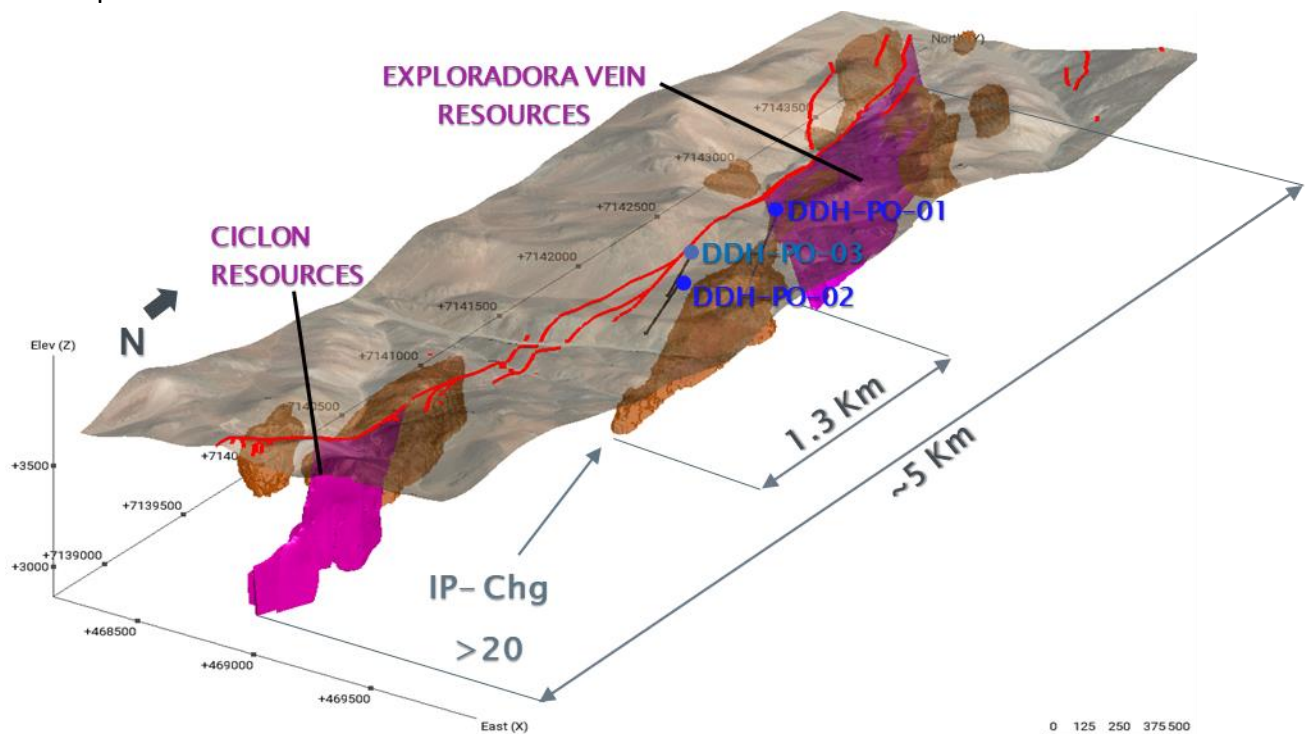 North (Y)
EXPLORADORA VEIN
RESOURCES
+7143500
+7143000
+7142500
DDH-PO-01
CICLON
RESOURCES
DDH-PO-03
+7142000
DDH-PO-02
N
+7141500
Elev (Z)
+7141000
1.3 Km
~5 Km
+3500
+7139500
+7139000
+3000
IP- Chg
>20
+468500
+469000
+469500
East (X)
0 125 250 375 500